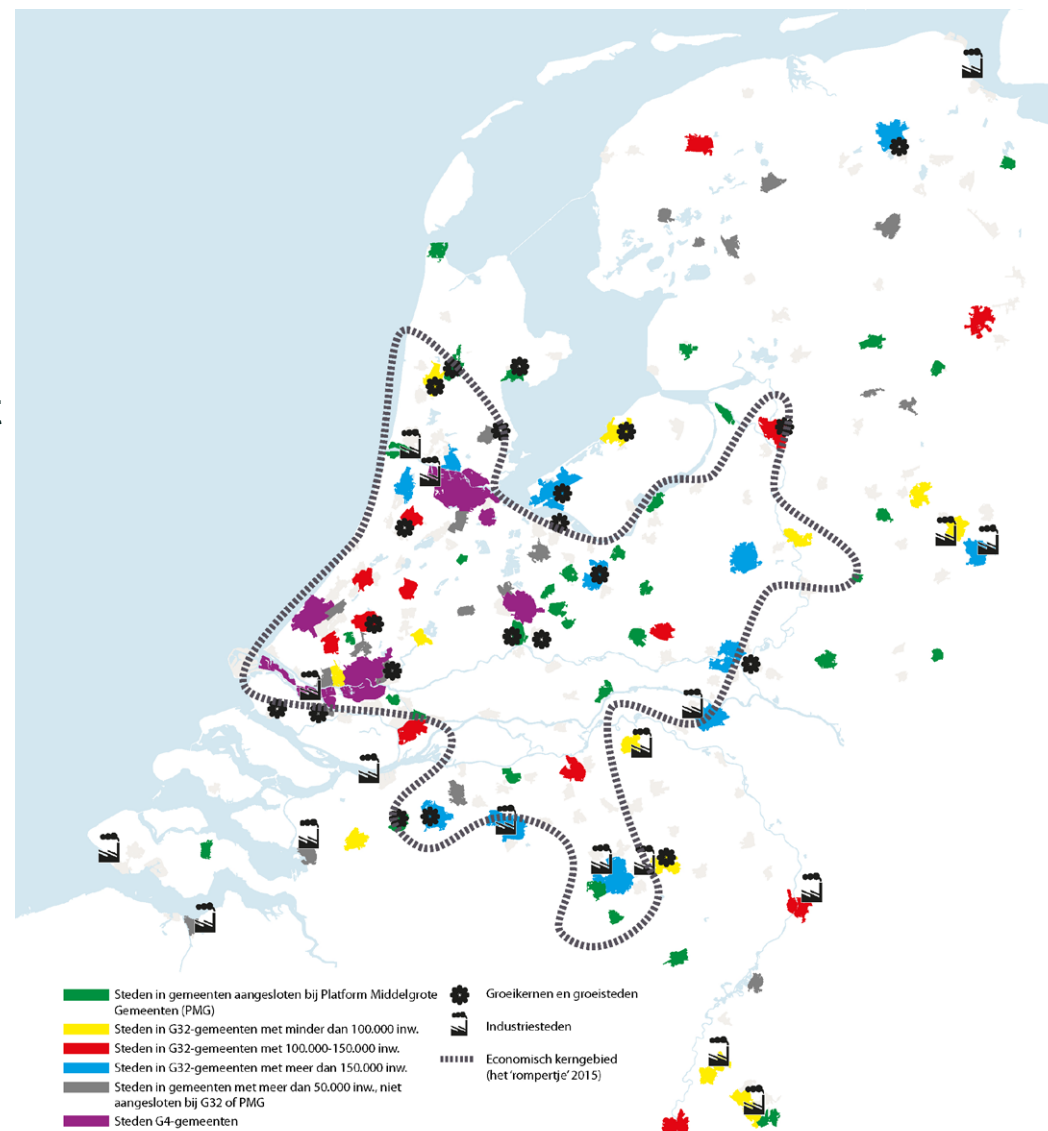 Steden in gemeenten aangesloten bij Platform Middelgrote
Gemeenten (PMG)
Steden in G32-gemeenten met minder dan 100.000 inw.
Steden in G32-gemeenten met 100.000-150.000 inw.
Steden in G32-gemeenten met meer dan 150.000 inw.
Steden in gemeenten met meer dan 50.000 inw., niet
aangesloten bij G32 of PMG
Steden G4-gemeenten
Groeikernen en groeisteden
Industriesteden
Economisch kerngebied
(het 'rompertje' 2015)